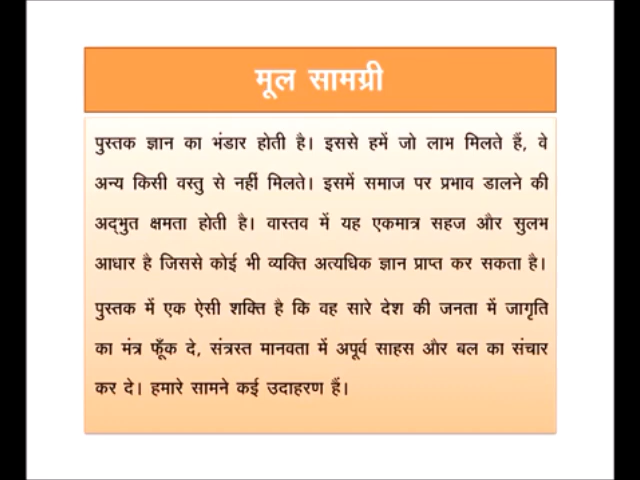 मूल सामग्री
पुस्तक ज्ञान का भंडार होती है। इससे हमें जो लाभ मिलते हैं, वे
अन्य किसी वस्तु से नहीं मिलते। इसमें समाज पर प्रभाव डालने की
अद्भुत क्षमता होती है। वास्तव में यह एकमात्र सहज और सुलभ
आधार है जिससे कोई भी व्यक्ति अत्यधिक ज्ञान प्राप्त कर सकता है।
पुस्तक में एक ऐसी शक्ति है कि वह सारे देश की जनता में जागृति
का मंत्र फूँक दे, संत्रस्त मानवता में अपूर्व साहस और बल का संचार
कर दे। हमारे सामने कई उदाहरण हैं।